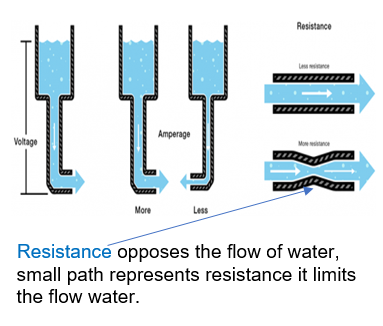 Resistance
Less resistance
Voltage
Amperage
More resistance
More
Less
Resistance opposes the flow of water,
small path represents resistance it limits
the flow water.